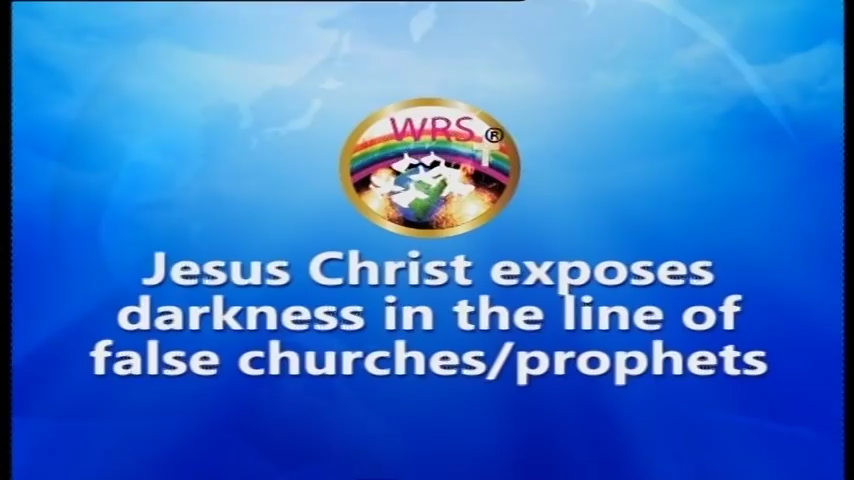 WRS ®
Jesus Christ exposes
darkness in the line of
false churches/prophets